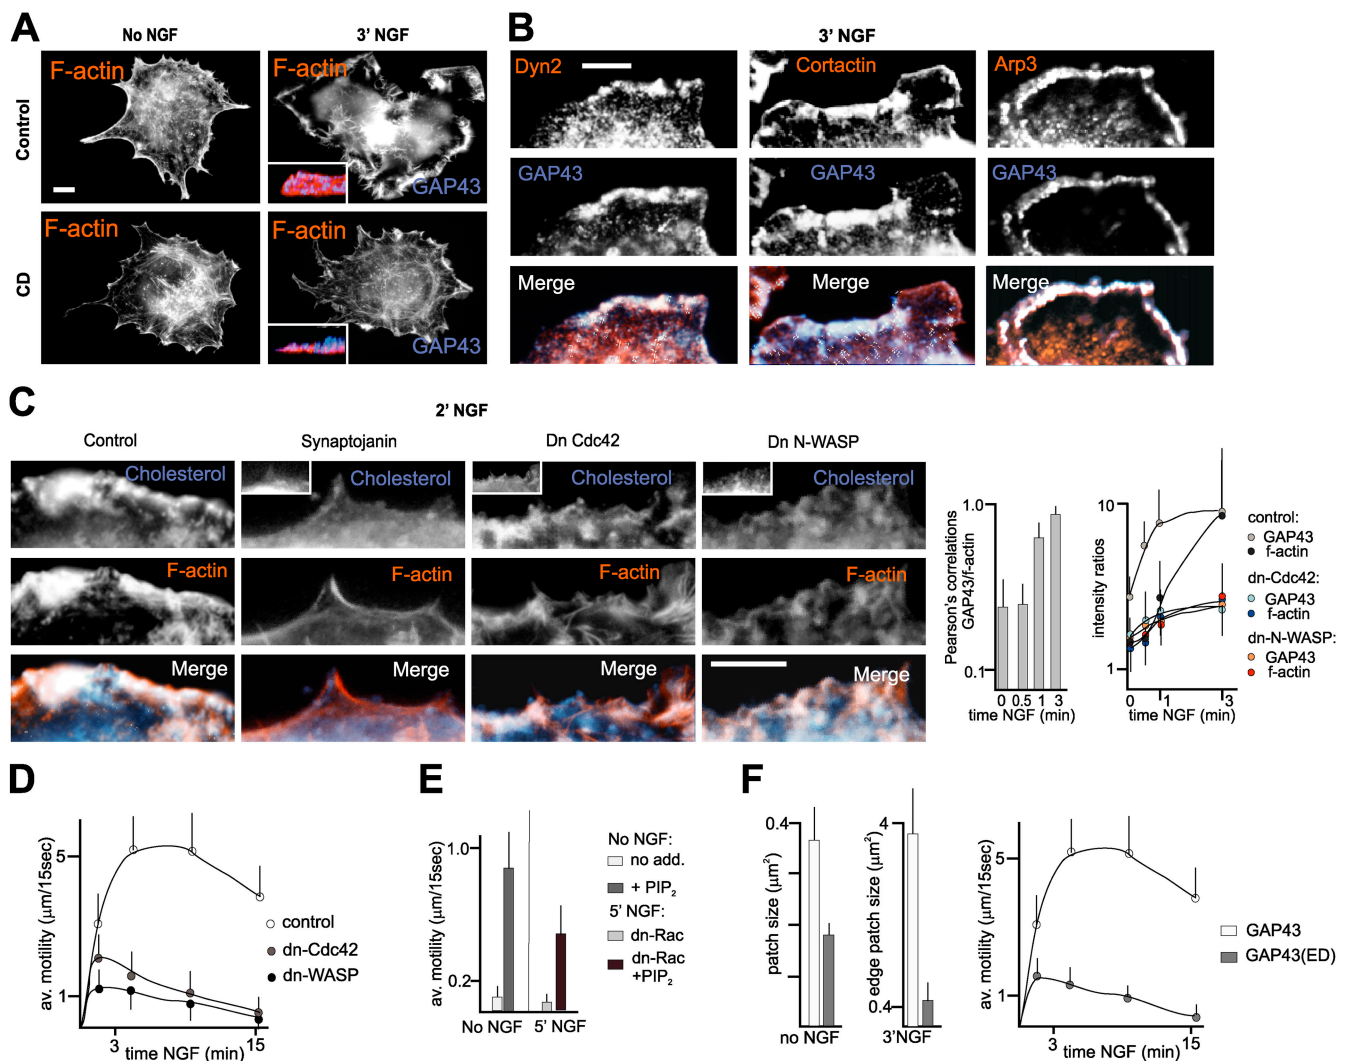 A
No NGF
3' NGF
Control
F-actin
F-actin
GAP43
CD
F-actin
F-actin
GAP43
B
3' NGF
Dyn2
Cortactin
Arp3
GAP43
GAP43
GAP43
Merge
Merge
Merge
C
2' NGF
Control
Synaptojanin
Dn Cdc42
Dn N-WASP
Cholesterol
Cholesterol
Cholesterol
Cholesterol
F-actin
F-actin
F-actin
F-actin
Merge
Merge
Merge
Merge
Pearson's correlations
GAP43/f-actin
1.0
0.1
0 0.5 1 3
time NGF (min)
intensity ratios
10
1
0 1 3
time NGF (min)
control:
GAP43
f-actin
dn-Cdc42:
GAP43
f-actin
dn-N-WASP:
GAP43
f-actin
D
av. motility (µm/15sec)
5
1
3 15
time NGF (min)
control
dn-Cdc42
dn-WASP
E
av. motility (µm/15sec)
1.0
0.2
No NGF 5' NGF
No NGF:
no add.
+ PIP₂
5' NGF:
dn-Rac
dn-Rac
+PIP₂
F
patch size (µm²)
0.4
no NGF
edge patch size (µm²)
4
0.4
3'NGF
av. motility (µm/15sec)
5
1
3 15
time NGF (min)
GAP43
GAP43(ED)